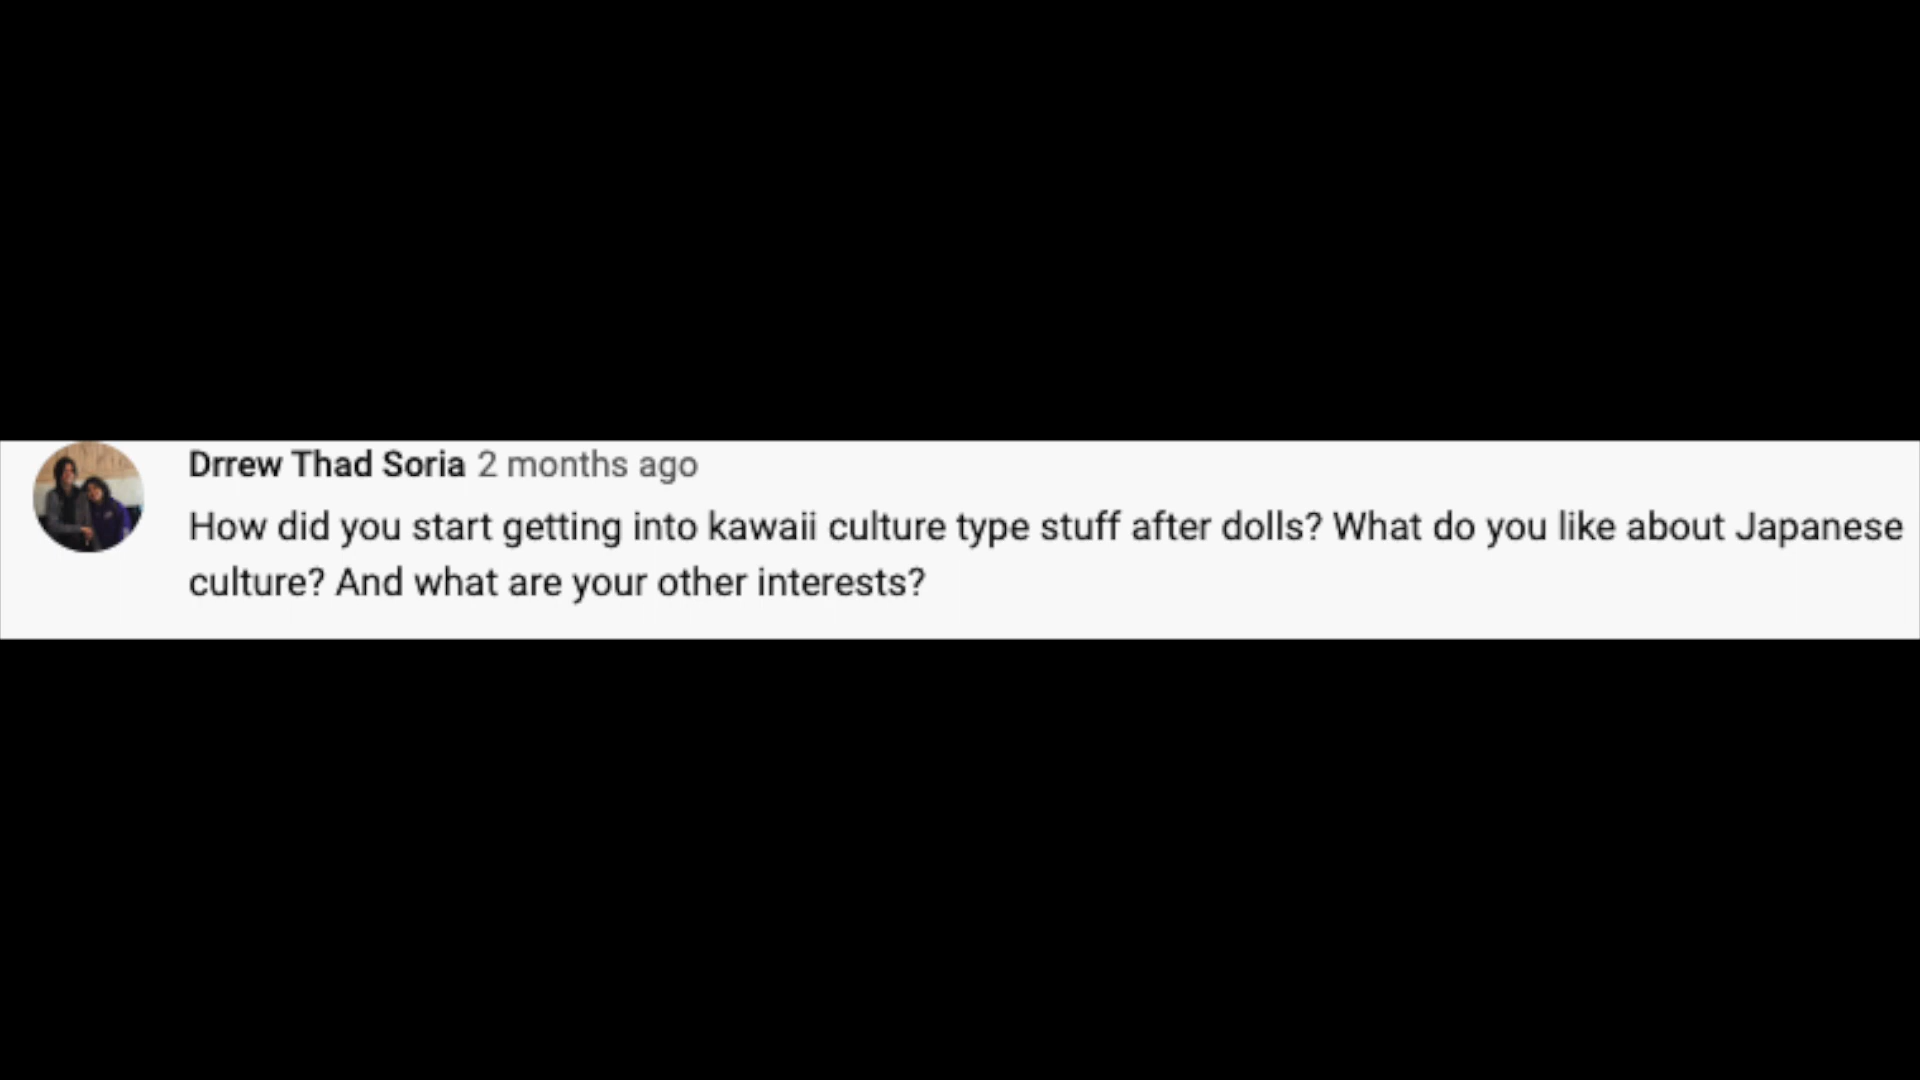 Drrew Thad Soria 2 months ago
How did you start getting into kawaii culture type stuff after dolls? What do you like about Japanese
culture? And what are your other interests?